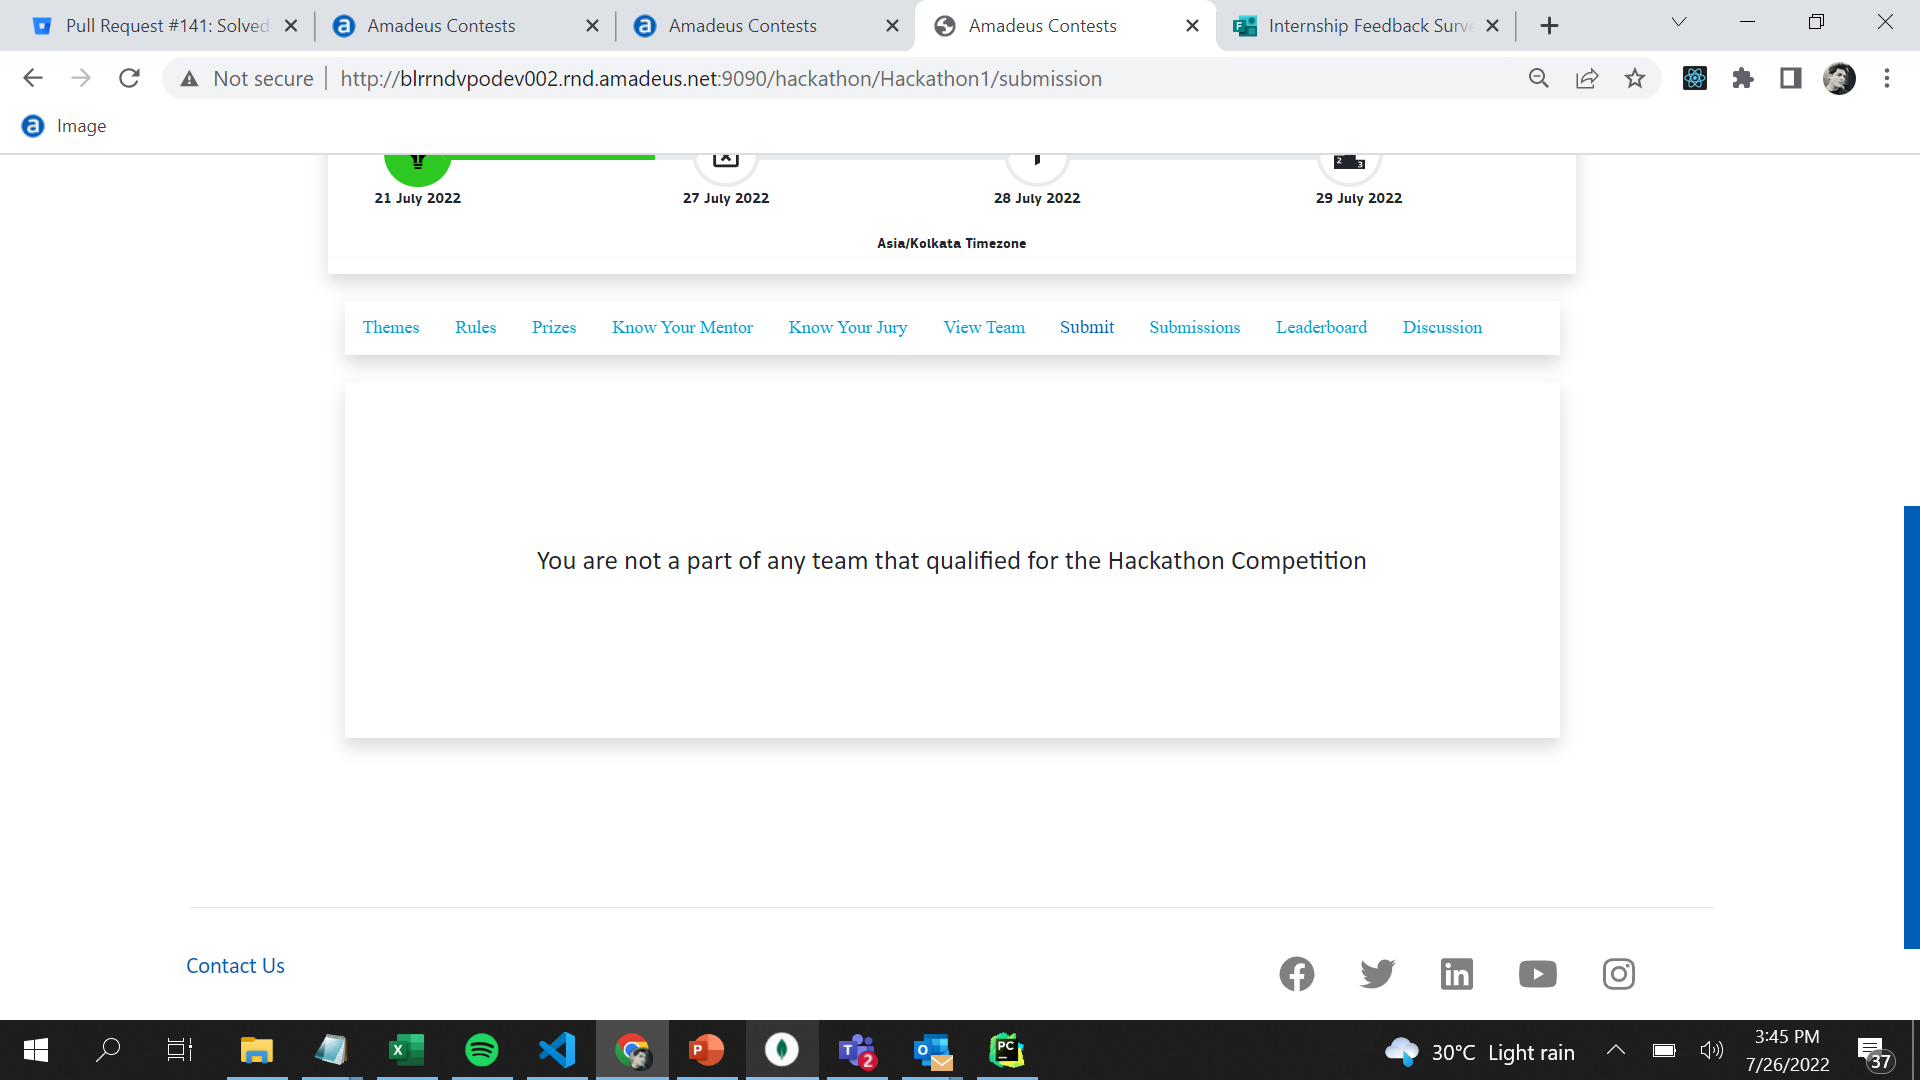 Pull Request #141: Solved
Amadeus Contests
Amadeus Contests
Amadeus Contests
Internship Feedback Surve
Not secure
http://blrrndvpodev002.rnd.amadeus.net:9090/hackathon/Hackathon1/submission
Image
2 3
21 July 2022
27 July 2022
28 July 2022
29 July 2022
Asia/Kolkata Timezone
Themes
Rules
Prizes
Know Your Mentor
Know Your Jury
View Team
Submit
Submissions
Leaderboard
Discussion
You are not a part of any team that qualified for the Hackathon Competition
Contact Us
2
30°C Light rain
3:45 PM
7/26/2022
37